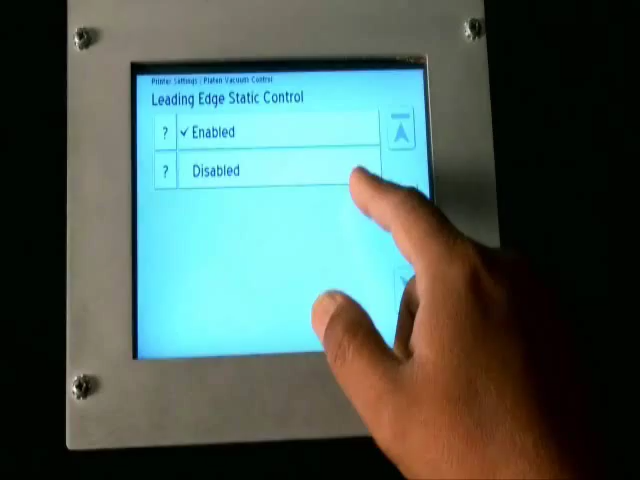 Printer Settings | Platen Vacuum Control
Leading Edge Static Control
? ✓ Enabled
? Disabled